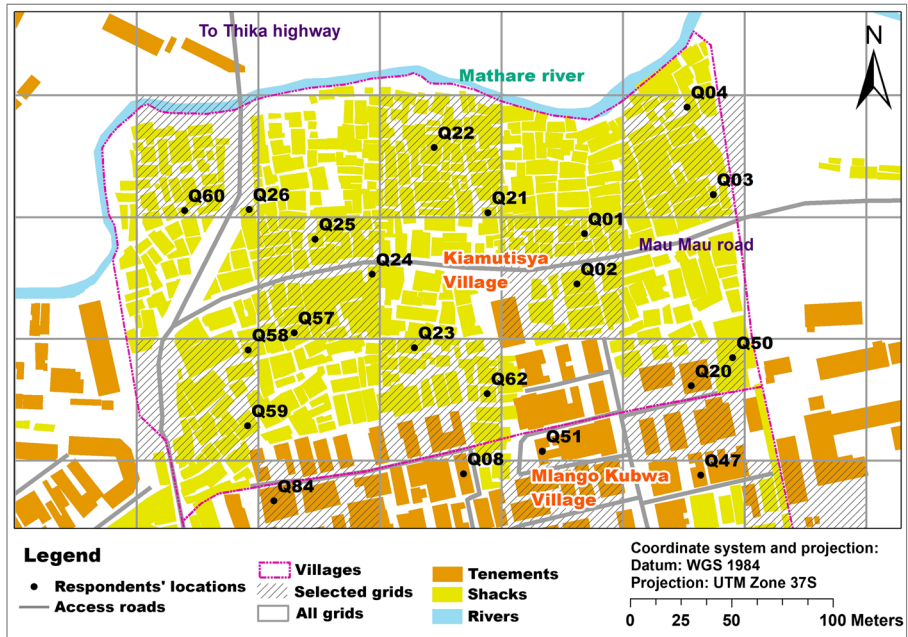 To Thika highway
N
Mathare river
Q04
Q22
Q03
Q60
Q26
Q21
Q25
Q01
Mau Mau road
Q24
Kiamutisya
Village
Q02
Q57
Q58
Q23
Q50
Q20
Q62
Q59
Q51
Q08
Q47
Mlango Kubwa
Village
Q84
Legend
Respondents' locations
Access roads
Villages
Selected grids
All grids
Tenements
Shacks
Rivers
Coordinate system and projection:
Datum: WGS 1984
Projection: UTM Zone 37S
0 25 50 100 Meters